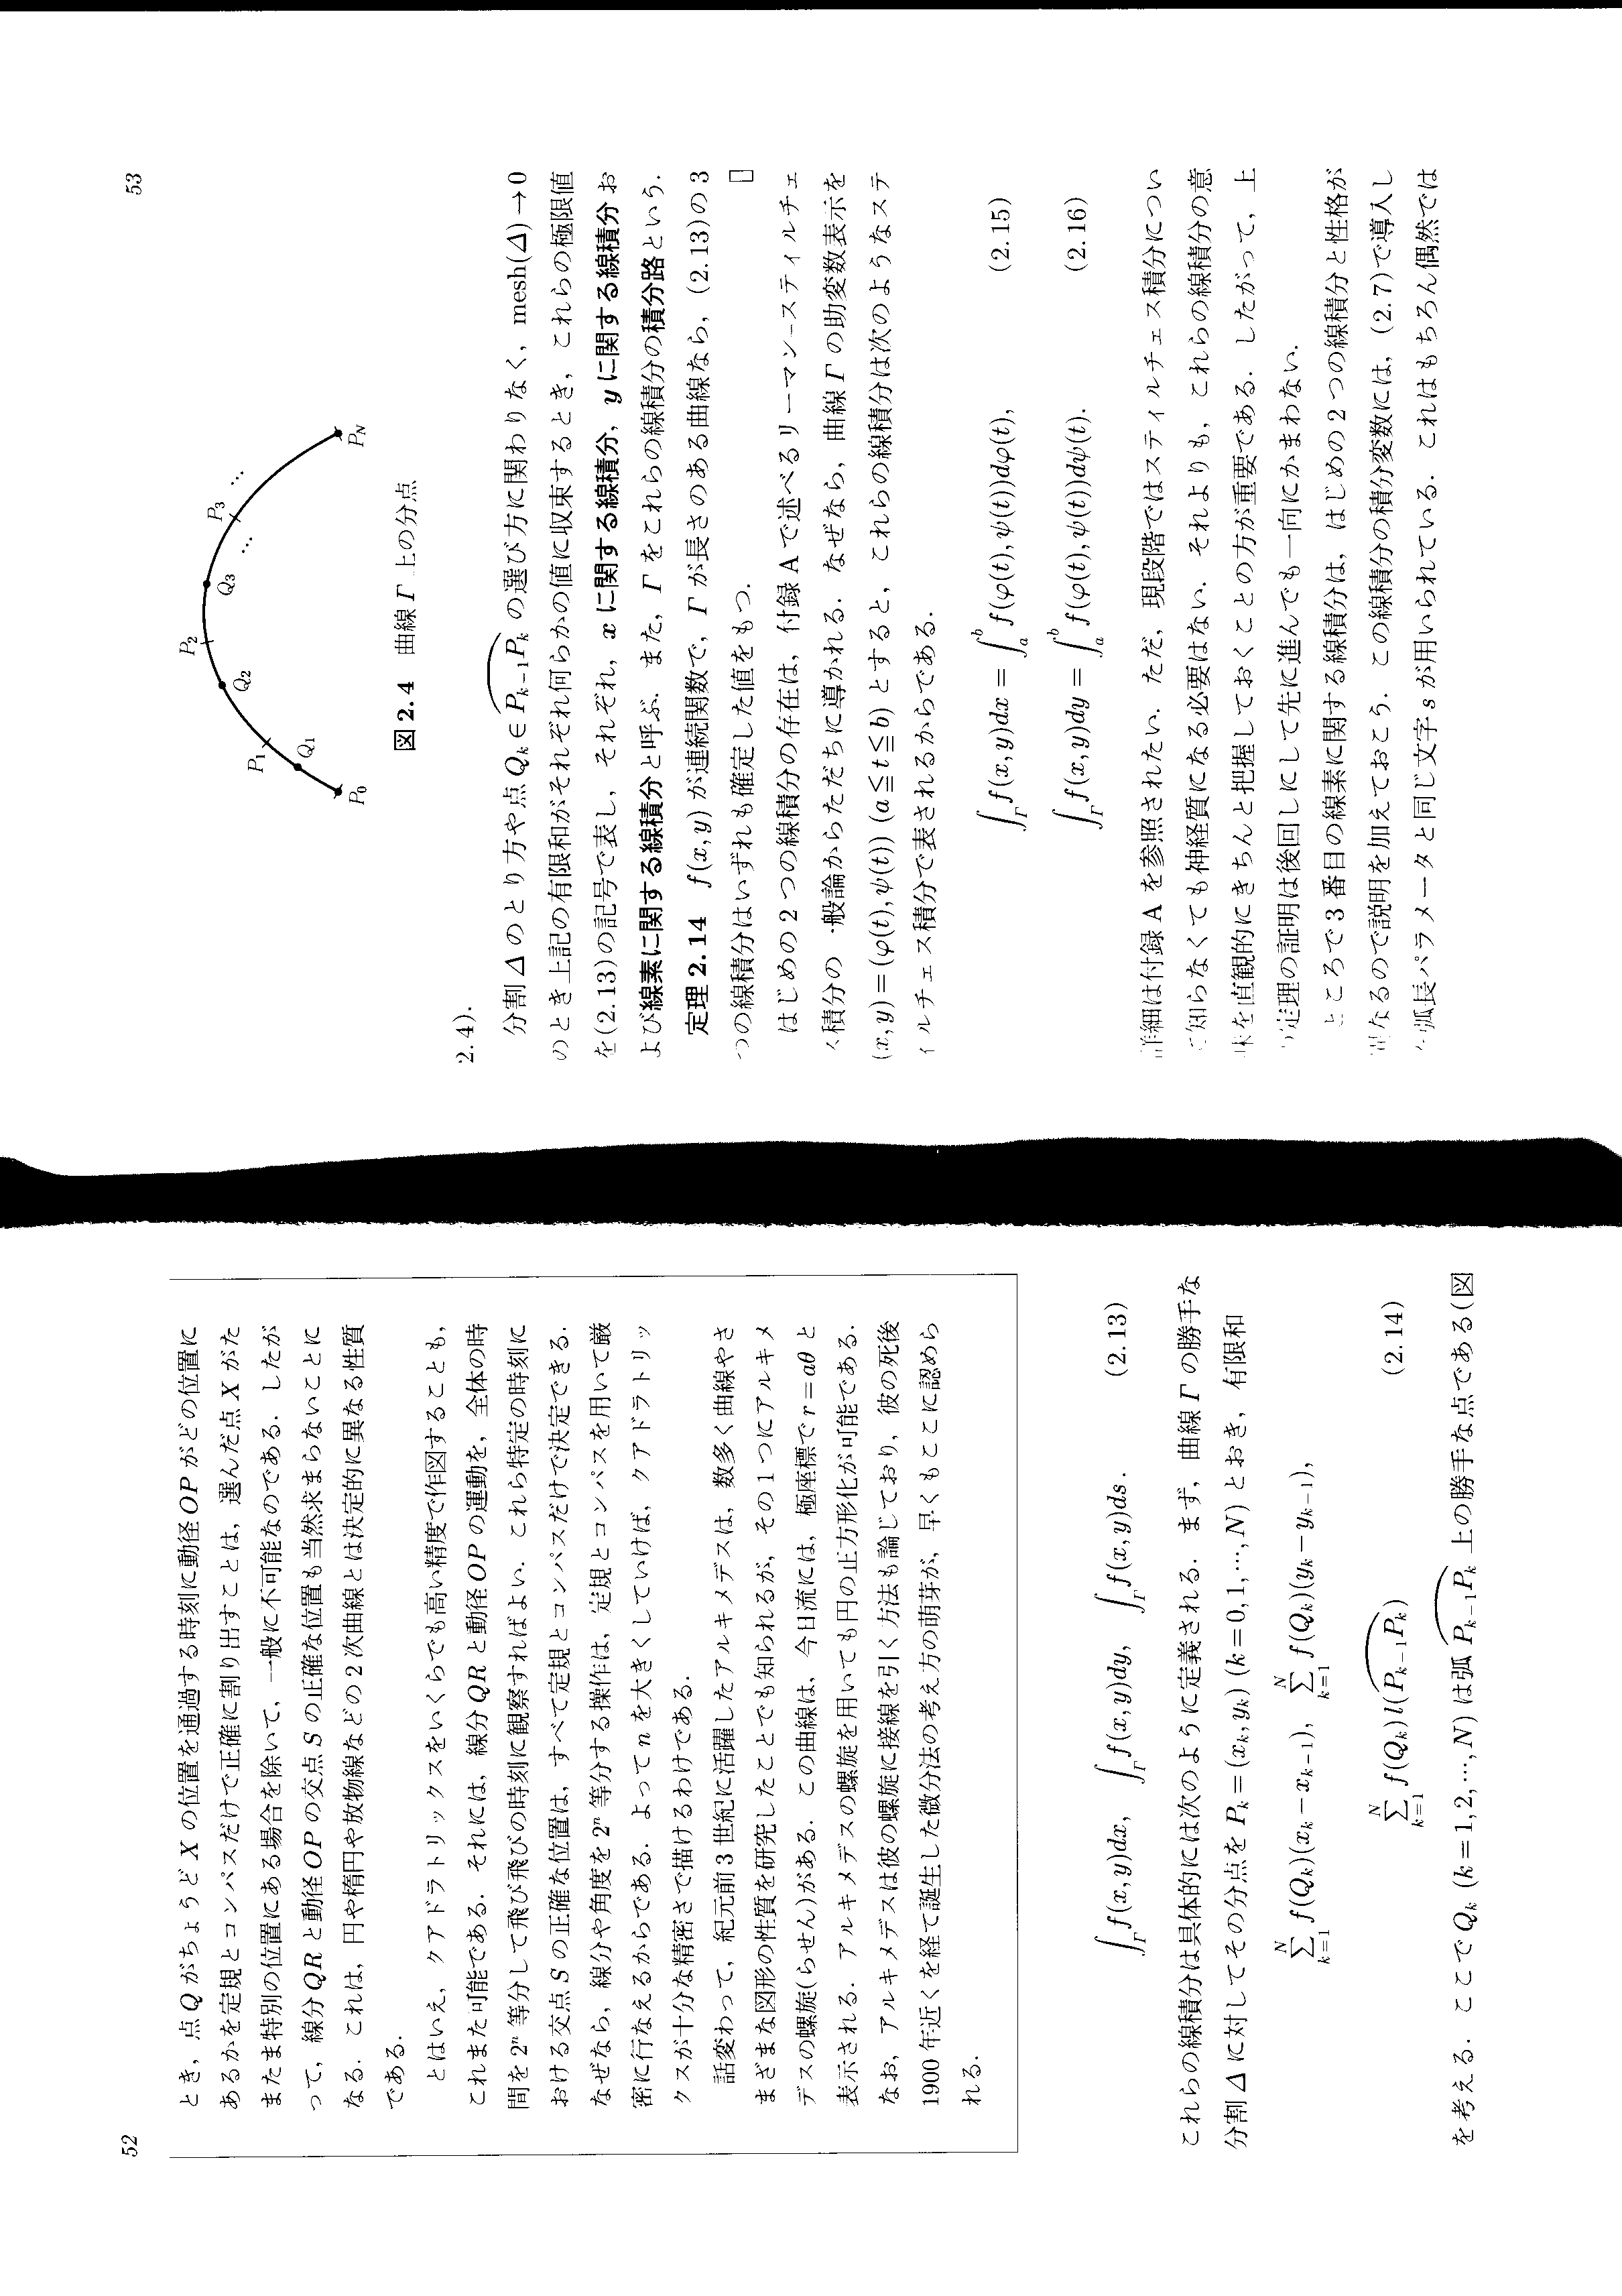 52
とき，点Qがちょうど X の位置を通過する時刻に動径OP がどの位置に
あるかを定規とコンパスだけで正確に割り出すことは，選んだ点 X がた
またま特別の位置にある場合を除いて，一般に不可能なのである．したが
って，線分QRと動径OPの交点Sの正確な位置も当然求まらないことに
なる．これは，円や楕円や放物線などの2次曲線とは決定的に異なる性質
である．
とはいえ，クアドラトリックスをいくらでも高い精度で作図することも，
これまた可能である．それには，線分QRと動径OPの運動を，全体の時
間を 2ⁿ 等分して飛び飛びの時刻に観察すればよい．これら特定の時刻に
おける交点Sの正確な位置は，すべて定規とコンパスだけで決定できる．
なぜなら，線分や角度を 2ⁿ 等分する操作は，定規とコンパスを用いて厳
密に行なえるからである．よってnを大きくしていけば，クアドラトリッ
クスが十分な精密さで描けるわけである．
話変わって，紀元前3世紀に活躍したアルキメデスは，数多く曲線やさ
まざまな図形の性質を研究したことでも知られるが，その1つにアルキメ
デスの螺旋(らせん)がある．この曲線は，今日流には，極座標で r=aθ と
表示される．アルキメデスの螺旋を用いても円の正方形化が可能である．
なお，アルキメデスは彼の螺旋に接線を引く方法も論じており，彼の死後
1900年近くを経て誕生した微分法の考え方の萌芽が，早くもここに認めら
れる．
∫_Γ f(x,y)dx, ∫_Γ f(x,y)dy, ∫_Γ f(x,y)ds. (2.13)
これらの線積分は具体的には次のように定義される．まず，曲線 Γ の勝手な
分割 Δ に対してその分点を P_k=(x_k,y_k) (k=0,1,…,N) とおき，有限和
∑_{k=1}^{N} f(Q_k)(x_k−x_{k−1}), ∑_{k=1}^{N} f(Q_k)(y_k−y_{k−1}),
∑_{k=1}^{N} f(Q_k)l(P_{k−1}P_k) (2.14)
を考える．ここでQ_k (k=1,2,…,N) は弧 P_{k−1}P_k 上の勝手な点である(図
53
P_0 Q_1 P_1 Q_2 P_2 Q_3 P_3 … … P_N
図 2.4 曲線 Γ 上の分点
2.4)．
分割 Δ のとり方や点 Q_k∈P_{k−1}P_k の選び方に関わりなく，mesh(Δ)→0
のとき上記の有限和がそれぞれ何らかの値に収束するとき，これらの極限値
を(2.13)の記号で表し，それぞれ，x に関する線積分，y に関する線積分お
よび線素に関する線積分と呼ぶ．また，Γ をこれらの線積分の積分路という．
定理 2.14 f(x,y) が連続関数で，Γ が長さのある曲線なら，(2.13)の3
つの線積分はいずれも確定した値をもつ． □
はじめの2つの線積分の存在は，付録Aで述べるリーマン-スティルチェ
ス積分の一般論からただちに導かれる．なぜなら，曲線 Γ の助変数表示を
(x,y)=(φ(t),ψ(t)) (a≦t≦b) とすると，これらの線積分は次のようなステ
ィルチェス積分で表されるからである．
∫_Γ f(x,y)dx = ∫_a^b f(φ(t),ψ(t))dφ(t), (2.15)
∫_Γ f(x,y)dy = ∫_a^b f(φ(t),ψ(t))dψ(t). (2.16)
詳細は付録Aを参照されたい．ただ，現段階ではスティルチェス積分につい
て知らなくても神経質になる必要はない．それよりも，これらの線積分の意
味を直観的にきちんと把握しておくことの方が重要である．したがって，上
の定理の証明は後回しにして先に進んでも一向にかまわない．
ところで3番目の線素に関する線積分は，はじめの2つの線積分と性格が
異なるので説明を加えておこう．この線積分の積分変数には，(2.7)で導入し
た弧長パラメータと同じ文字sが用いられている．これはもちろん偶然では